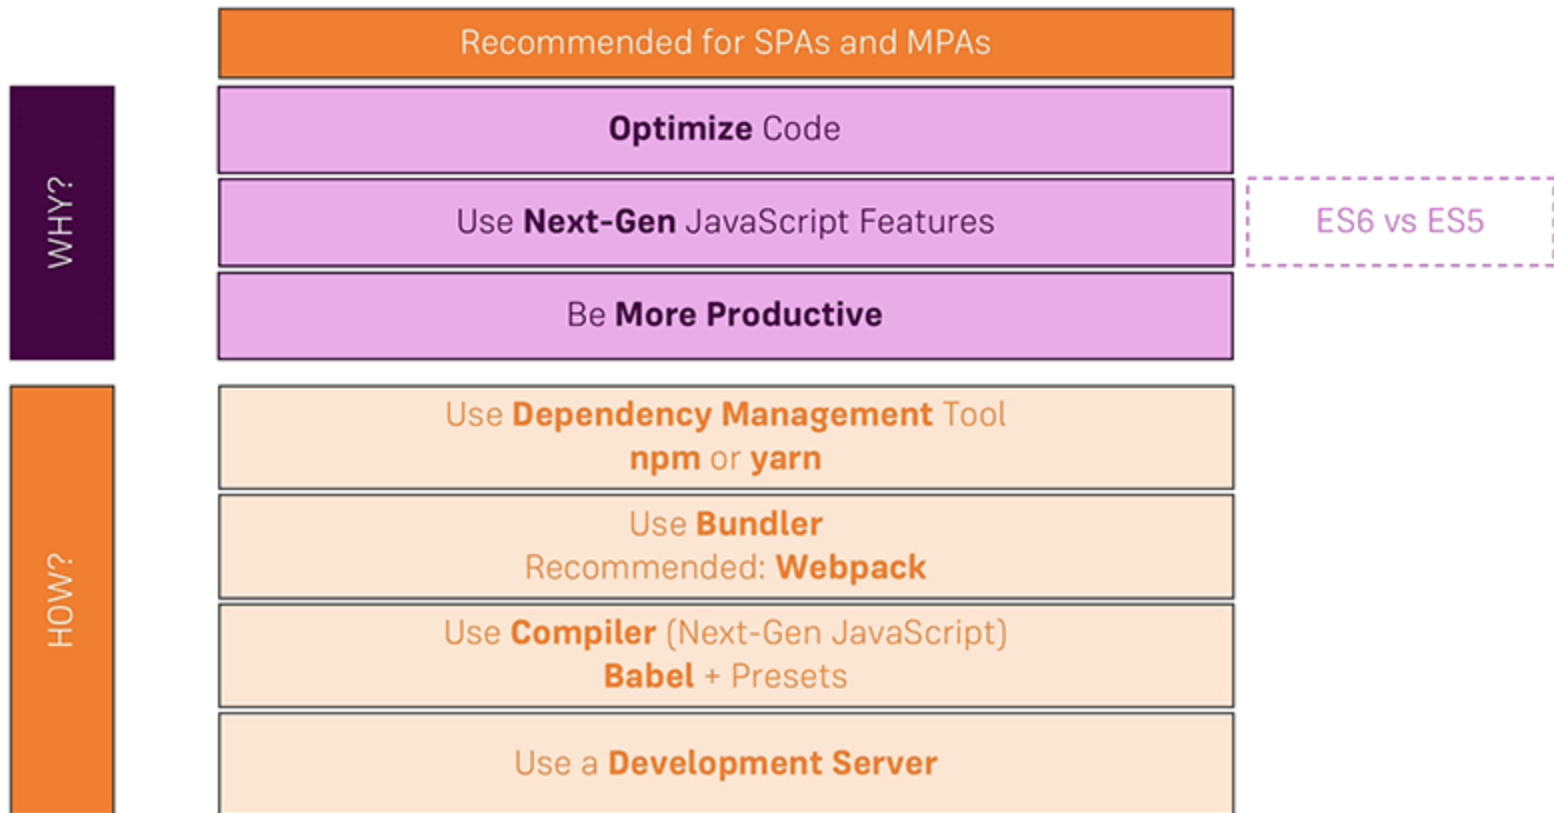 Recommended for SPAs and MPAs
WHY?
Optimize Code
Use Next-Gen JavaScript Features
ES6 vs ES5
Be More Productive
HOW?
Use Dependency Management Tool
npm or yarn
Use Bundler
Recommended: Webpack
Use Compiler (Next-Gen JavaScript)
Babel + Presets
Use a Development Server